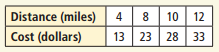 Distance (miles) 4 8 10 12
Cost (dollars) 13 23 28 33